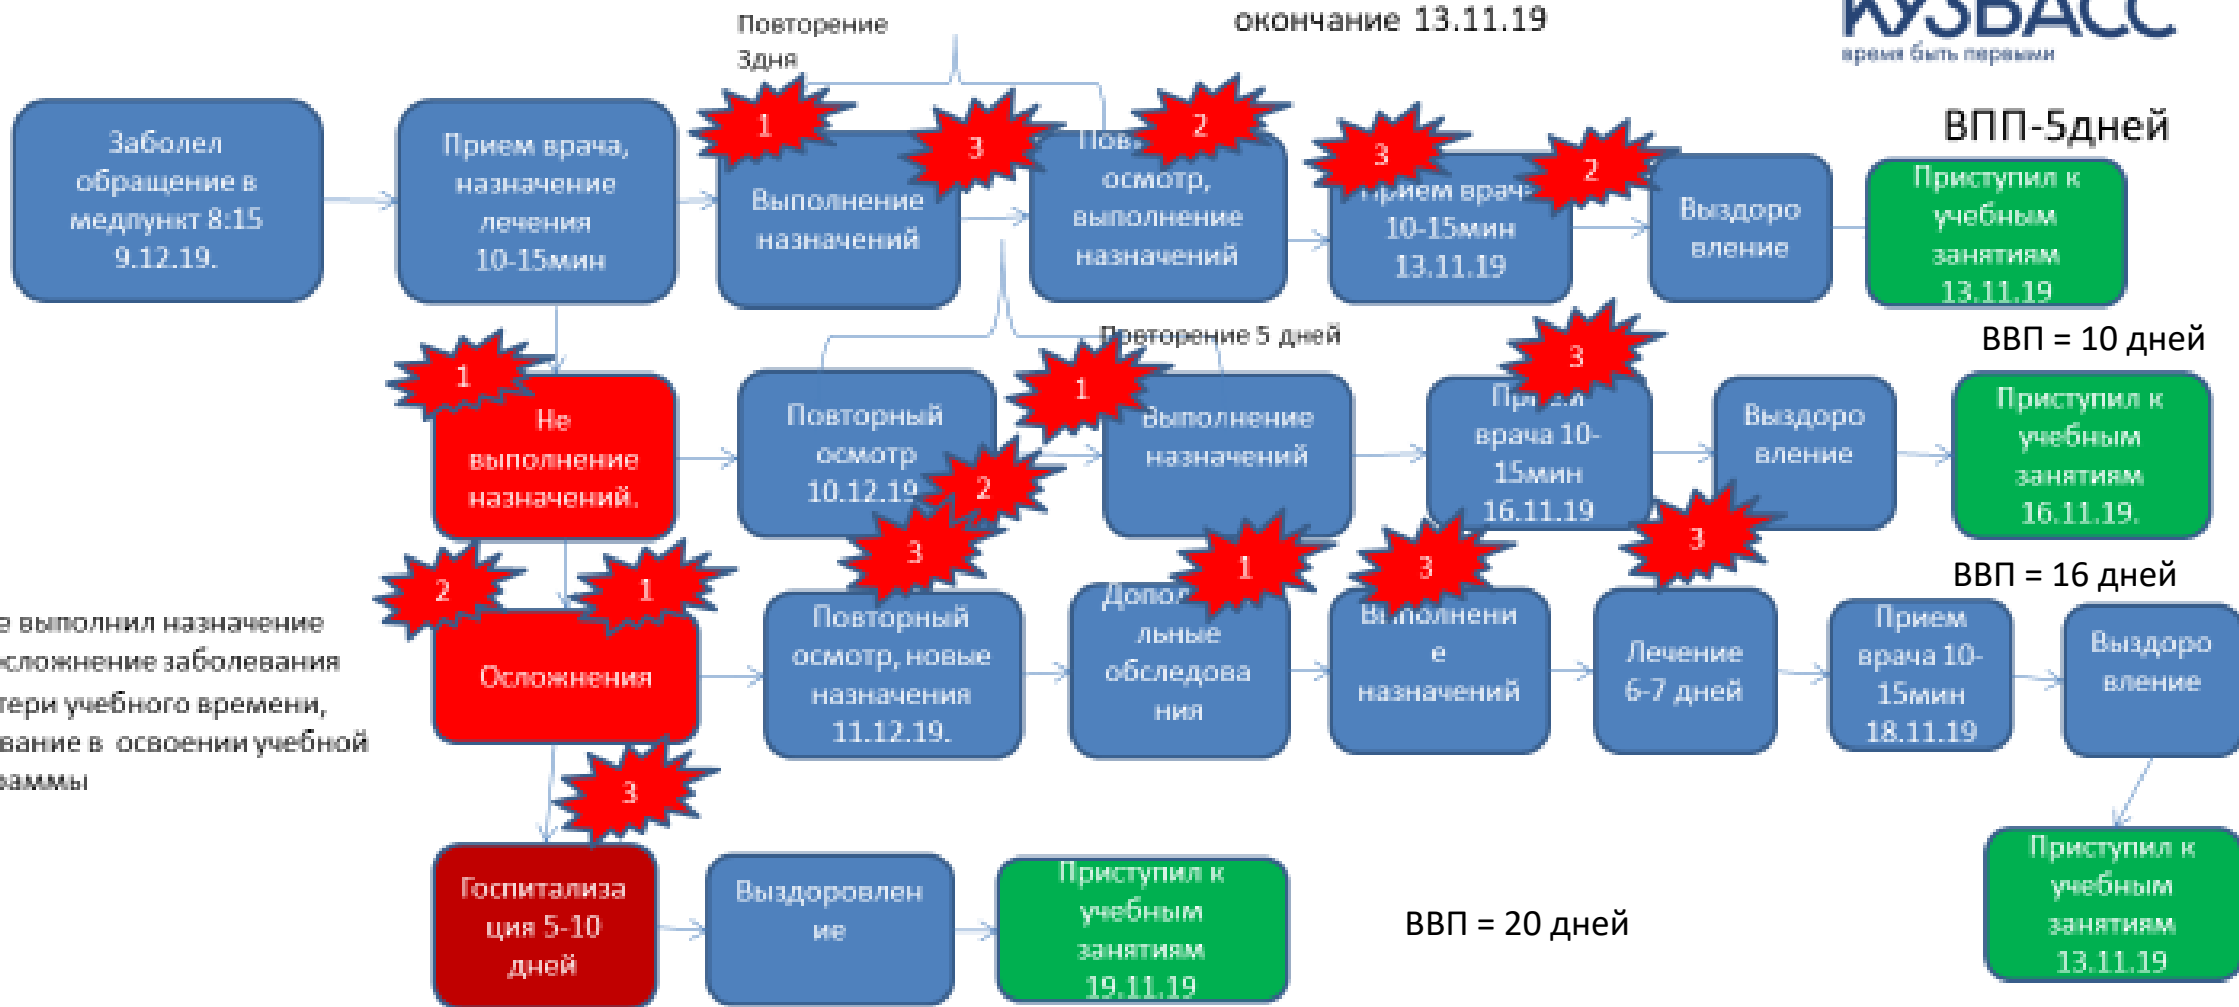 Повторение
3дня
окончание 13.11.19
КУЗБАСС
время быть первыми
ВПП-5дней
Заболел
обращение в
медпункт 8:15
9.12.19.
Прием врача,
назначение
лечения
10-15мин
1
Выполнение
назначений
3
2
осмотр,
выполнение
назначений
3
Прием врача
10-15мин
13.11.19
2
Выздоро
вление
Приступил к
учебным
занятиям
13.11.19
Повторение 5 дней
ВВП = 10 дней
1
Не
выполнение
назначений.
Повторный
осмотр
10.12.19
2
1
Выполнение
назначений
3
врача 10-
15мин
16.11.19
Выздоро
вление
Приступил к
учебным
занятиям
16.11.19.
ВВП = 16 дней
е выполнил назначение
осложнение заболевания
тери учебного времени,
вание в освоении учебной
раммы
2
1
Осложнения
3
Повторный
осмотр, новые
назначения
11.12.19.
1
льные
обследова
ния
3
Выполнени
е
назначений
3
Лечение
6-7 дней
Прием
врача 10-
15мин
18.11.19
Выздоро
вление
Приступил к
учебным
занятиям
13.11.19
3
Госпитализа
ция 5-10
дней
Выздоровлен
ие
Приступил к
учебным
занятиям
19.11.19
ВВП = 20 дней